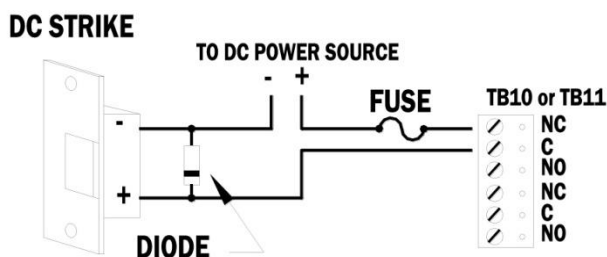 DC STRIKE
TO DC POWER SOURCE
- +
FUSE
TB10 or TB11
-
+
NC
C
NO
NC
C
NO
DIODE